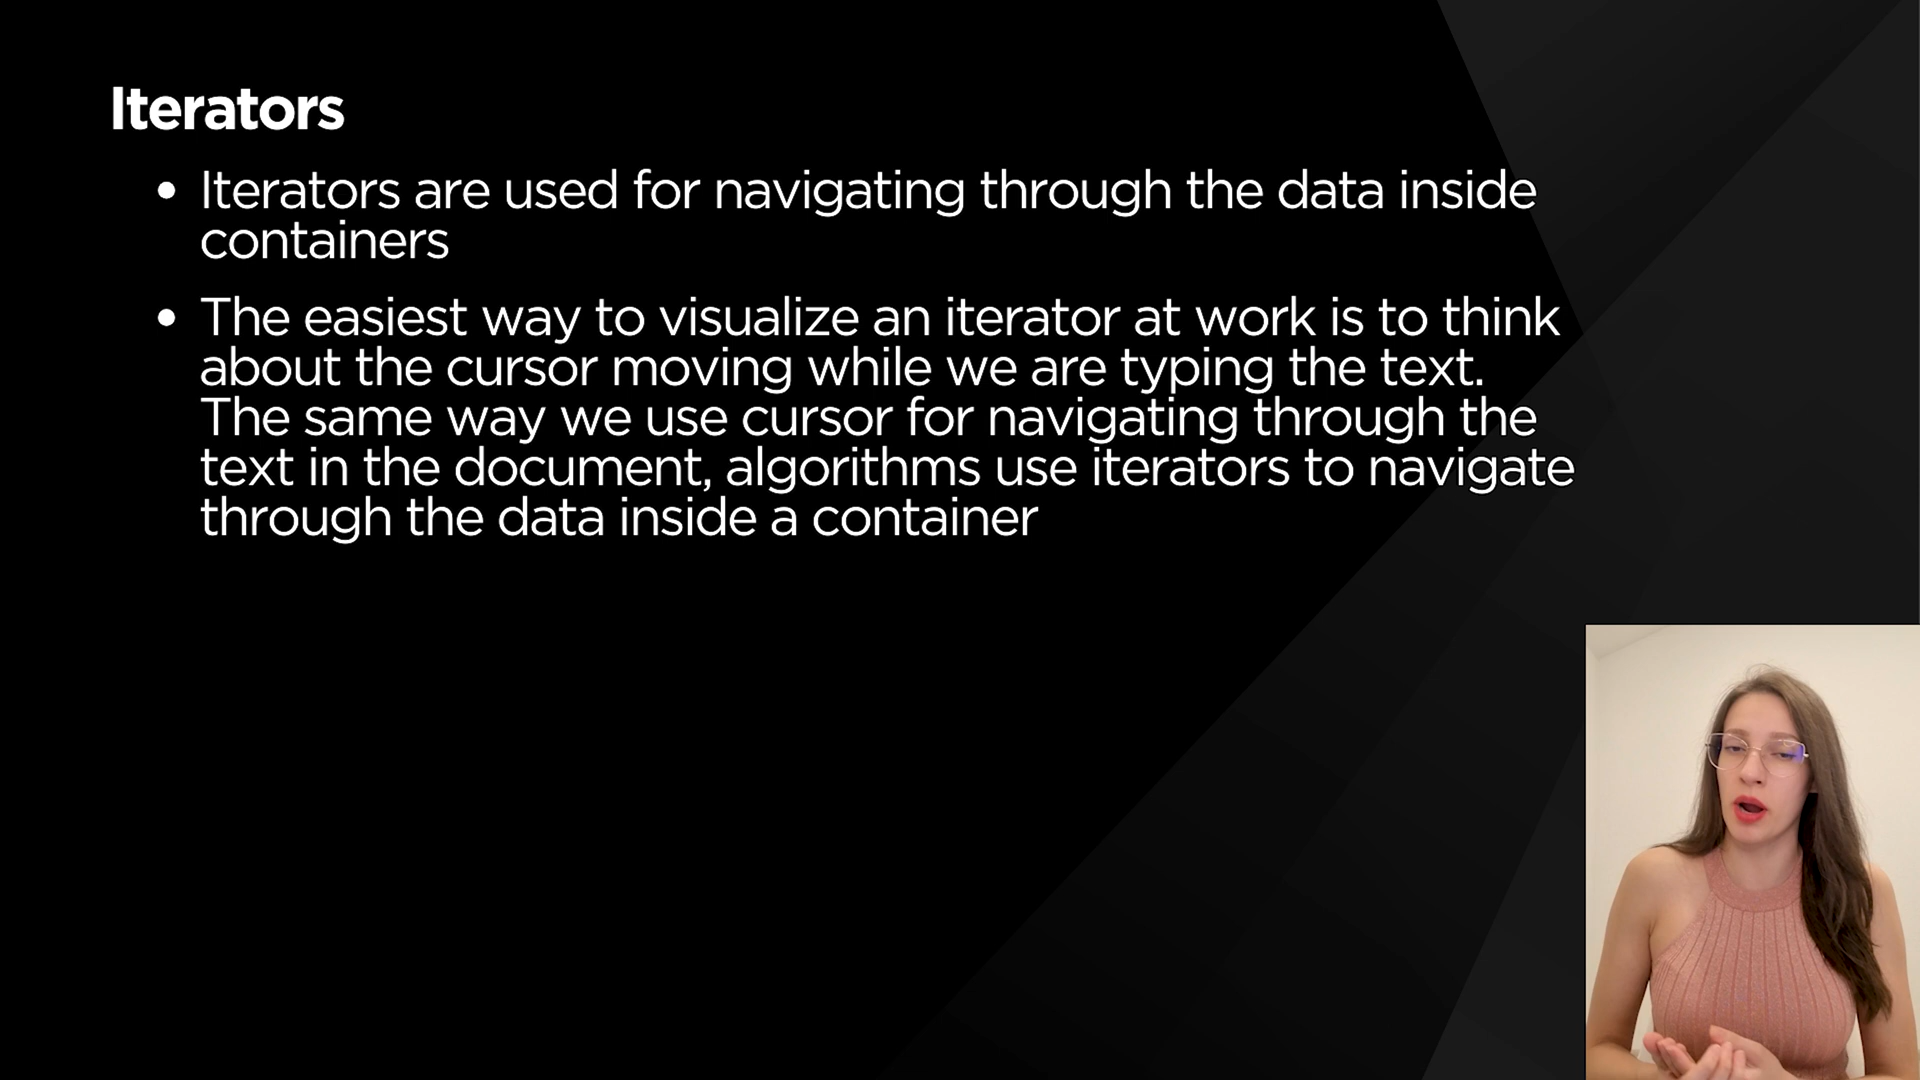 Iterators
• Iterators are used for navigating through the data inside
containers
• The easiest way to visualize an iterator at work is to think
about the cursor moving while we are typing the text.
The same way we use cursor for navigating through the
text in the document, algorithms use iterators to navigate
through the data inside a container